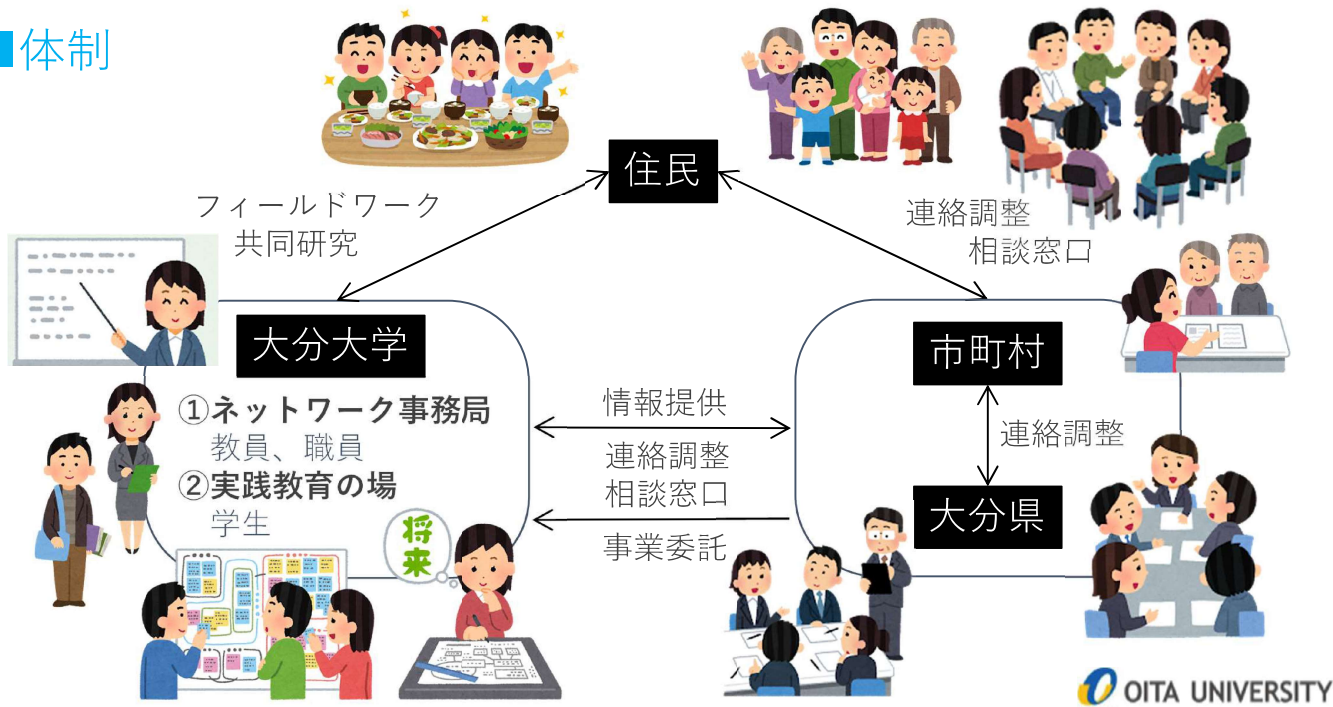 体制
住民
フィールドワーク
共同研究
連絡調整
相談窓口
大分大学
①ネットワーク事務局
教員、職員
②実践教育の場
学生
将来
情報提供
連絡調整
相談窓口
事業委託
市町村
連絡調整
大分県
OITA UNIVERSITY